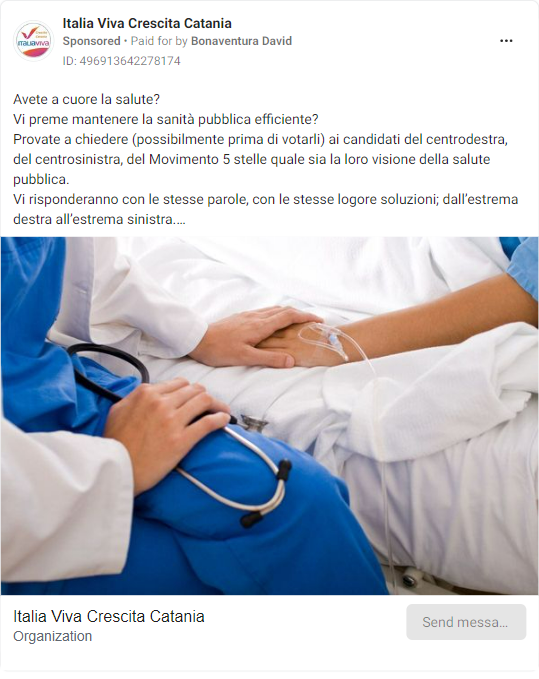 Italia Viva Crescita Catania
Sponsored • Paid for by Bonaventura David
ID: 496913642278174
Avete a cuore la salute?
Vi preme mantenere la sanità pubblica efficiente?
Provate a chiedere (possibilmente prima di votarli) ai candidati del centrodestra,
del centrosinistra, del Movimento 5 stelle quale sia la loro visione della salute
pubblica.
Vi risponderanno con le stesse parole, con le stesse logore soluzioni; dall’estrema
destra all’estrema sinistra....
Italia Viva Crescita Catania
Organization
Send messa...